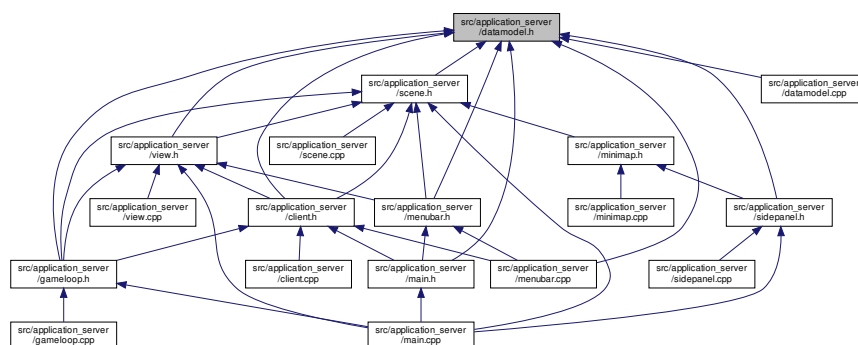 src/application_server
/datamodel.h
src/application_server
/scene.h
src/application_server
/datamodel.cpp
src/application_server
/view.h
src/application_server
/scene.cpp
src/application_server
/minimap.h
src/application_server
/view.cpp
src/application_server
/client.h
src/application_server
/menubar.h
src/application_server
/minimap.cpp
src/application_server
/sidepanel.h
src/application_server
/gameloop.h
src/application_server
/client.cpp
src/application_server
/main.h
src/application_server
/menubar.cpp
src/application_server
/sidepanel.cpp
src/application_server
/gameloop.cpp
src/application_server
/main.cpp